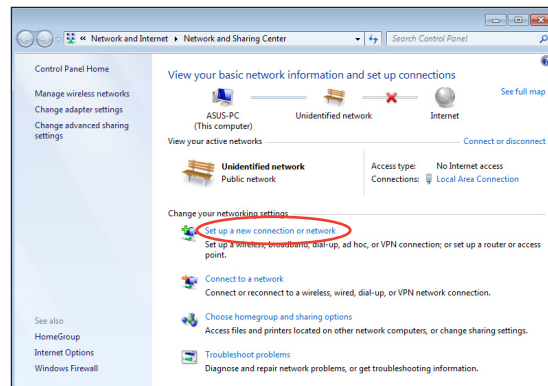 « Network and Internet ▸ Network and Sharing Center
Search Control Panel
Control Panel Home
Manage wireless networks
Change adapter settings
Change advanced sharing
settings
View your basic network information and set up connections
See full map
ASUS-PC
(This computer)
Unidentified network
Internet
View your active networks
Connect or disconnect
Unidentified network
Public network
Access type: No Internet access
Connections: Local Area Connection
Change your networking settings
Set up a new connection or network
Set up a wireless, broadband, dial-up, ad hoc, or VPN connection; or set up a router or access
point.
Connect to a network
Connect or reconnect to a wireless, wired, dial-up, or VPN network connection.
Choose homegroup and sharing options
Access files and printers located on other network computers, or change sharing settings.
Troubleshoot problems
Diagnose and repair network problems, or get troubleshooting information.
See also
HomeGroup
Internet Options
Windows Firewall